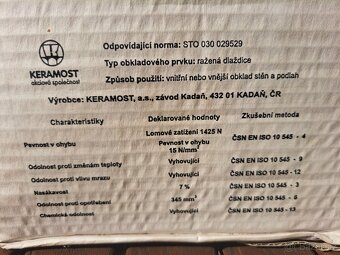 KERAMOST
akciová společnost
Odpovídající norma: STO 030 029529
Typ obkladového prvku: ražená dlaždice
Způsob použití: vnitřní nebo vnější obklad stěn a podlah
Výrobce: KERAMOST, a.s., závod Kadaň, 432 01 KADAŇ, ČR
Charakteristiky Deklarované hodnoty Zkušební metoda
Lomové zatížení 1425 N
Pevnost v ohybu Pevnost v ohybu ČSN EN ISO 10 545 - 4
15 N/mm²
Odolnost proti změnám teploty Vyhovující ČSN EN ISO 10 545 - 9
Odolnost proti vlivu mrazu Vyhovující ČSN EN ISO 10 545 - 12
Nasákavost 7 % ČSN EN ISO 10 545 - 3
Odolnost proti opotřebení 345 mm³ ČSN EN ISO 10 545 - 6
Chemická odolnost Vyhovující ČSN EN ISO 10 545 - 13